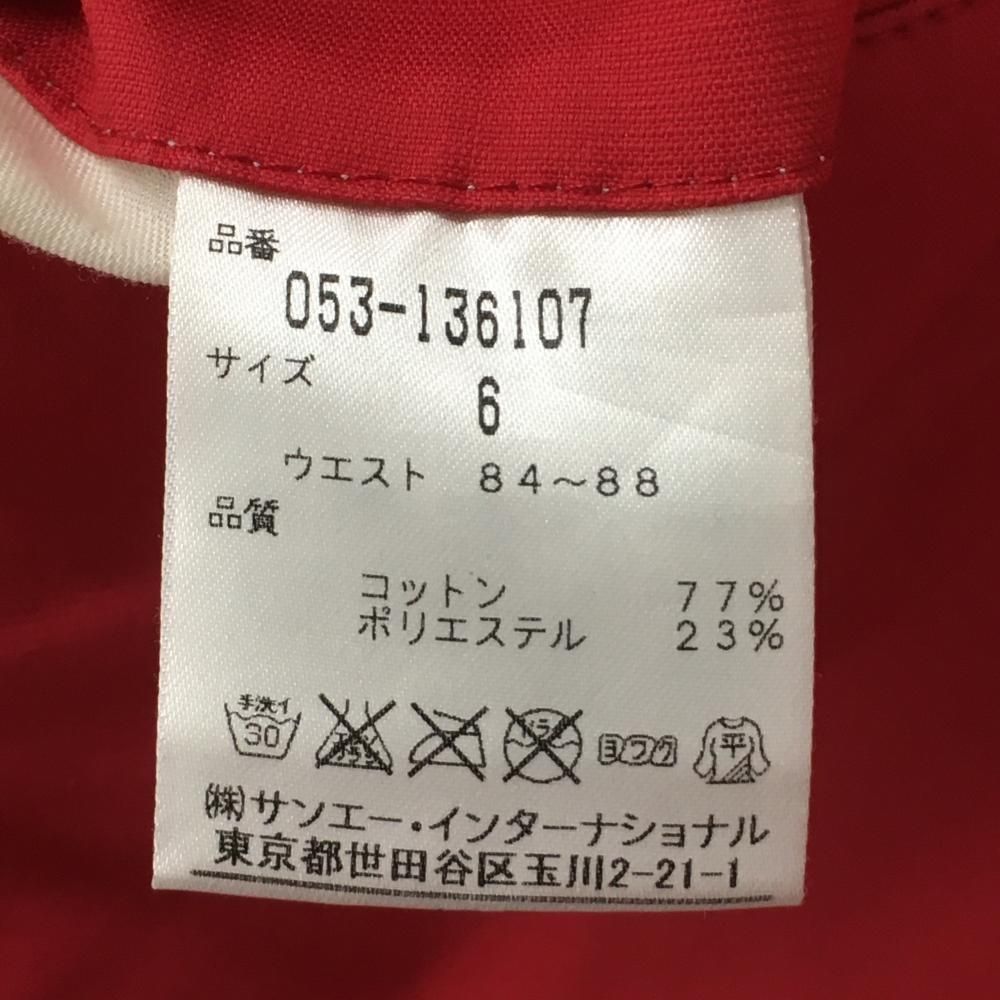 品番
053-136107
サイズ
6
ウエスト 84〜88
品質
コットン 77%
ポリエステル 23%
手洗イ
30
平
(株)サンエー・インターナショナル
東京都世田谷区玉川2-21-1